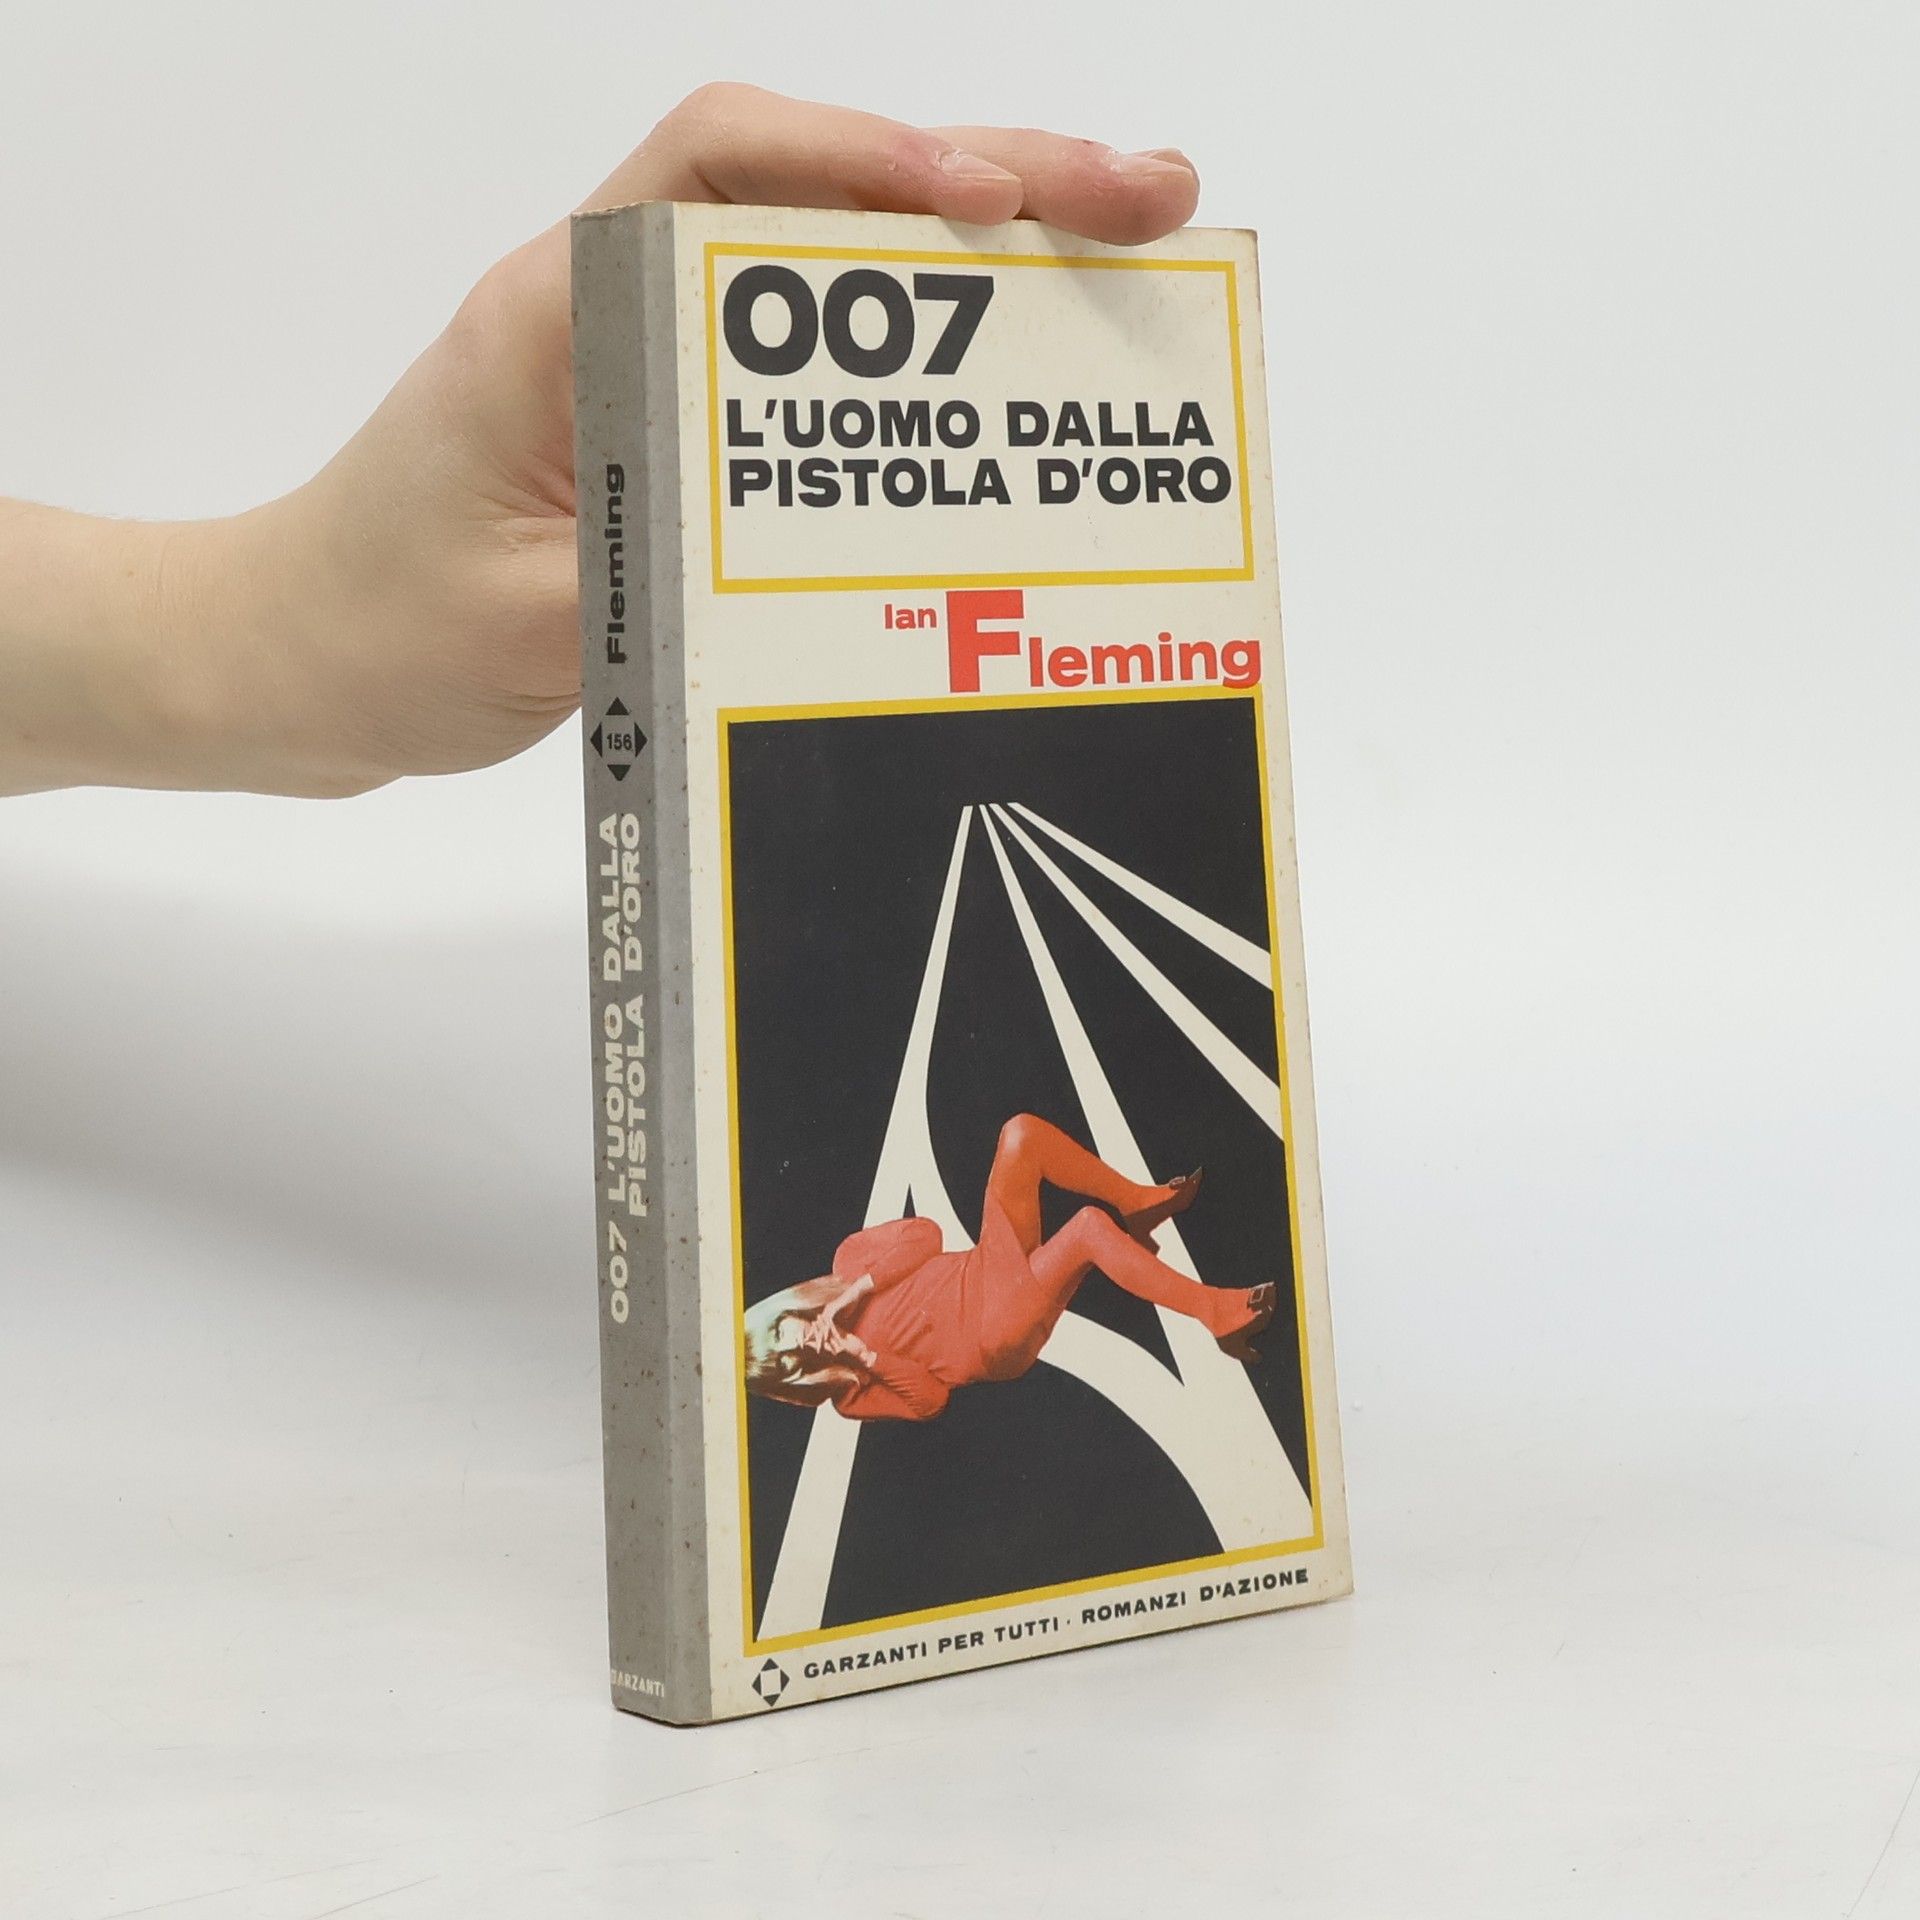 007
L'UOMO DALLA
PISTOLA D'ORO
Ian Fleming
GARZANTI PER TUTTI · ROMANZI D'AZIONE
Fleming
156
007 L'UOMO DALLA
PISTOLA D'ORO
GARZANTI